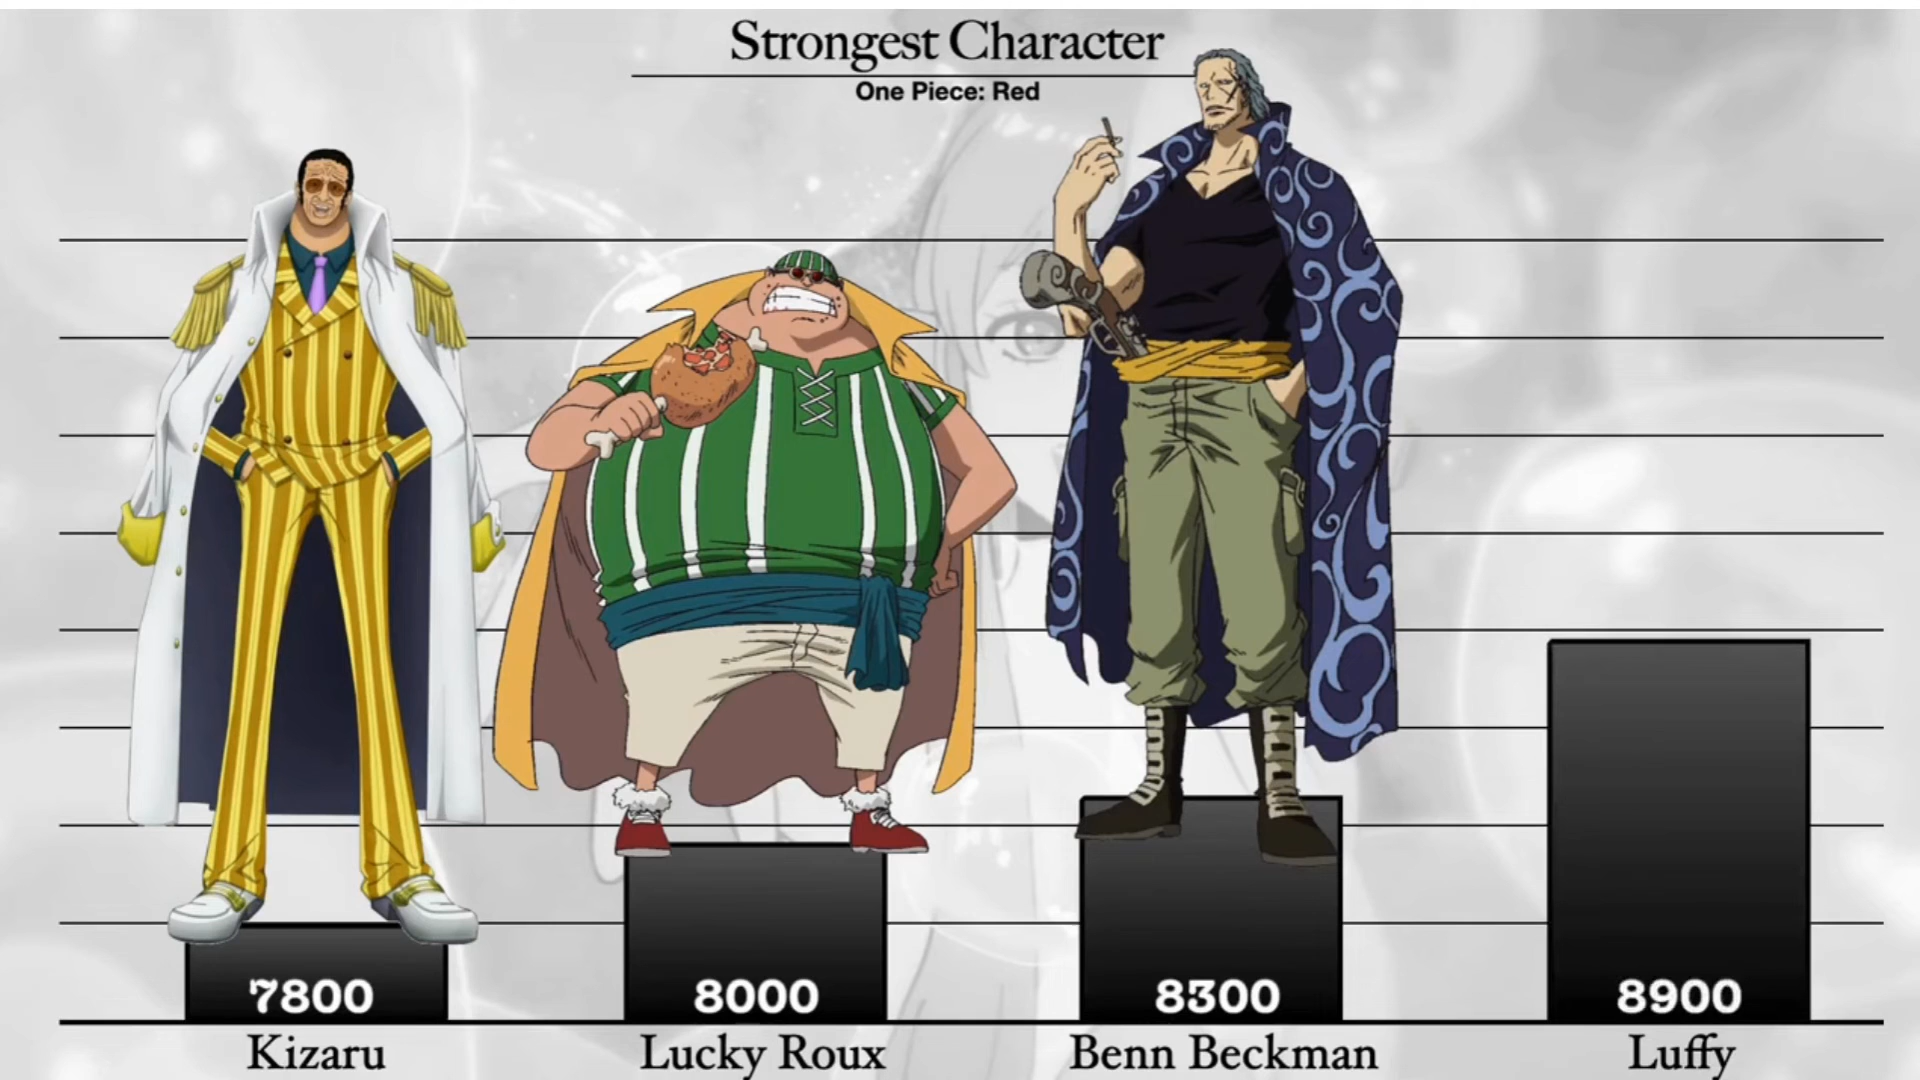 Strongest Character
One Piece: Red
7800
8000
8300
8900
Kizaru
Lucky Roux
Benn Beckman
Luffy